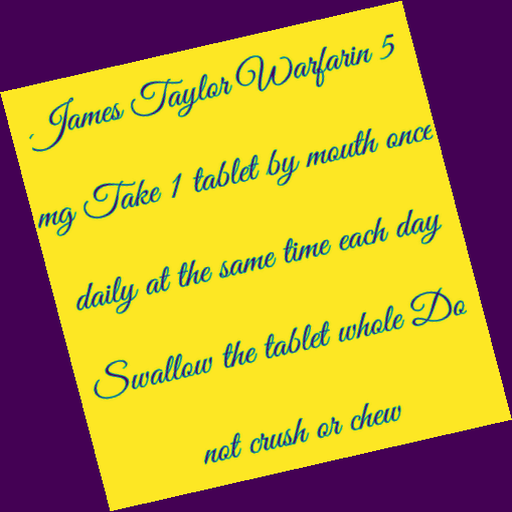 James Taylor Warfarin 5
mg Take 1 tablet by mouth once
daily at the same time each day
Swallow the tablet whole Do
not crush or chew